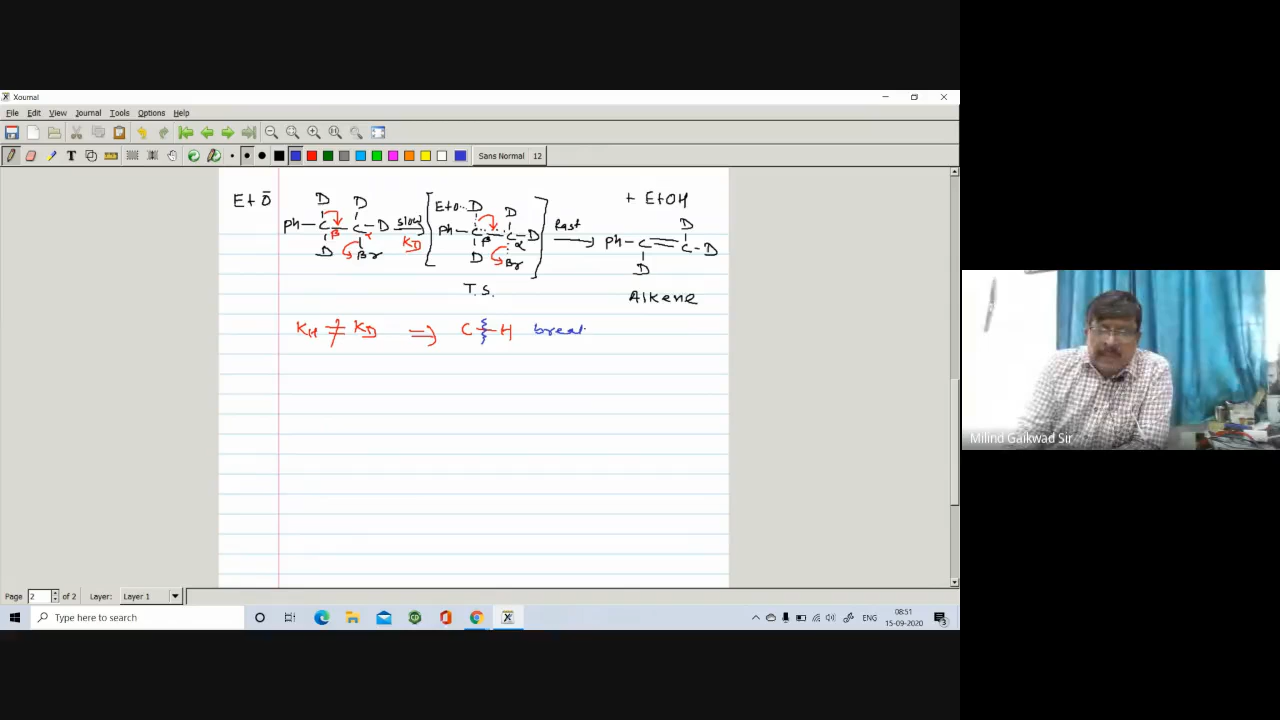 Xournal
File Edit View Journal Tools Options Help
Sans Normal 12
Et Ō
D D
Ph—C—C—D
β α
D Br
slow
KD
EtO...D D
Ph—C C—D
β α
D Br
T.S.
Fast
+ EtOH
D
Ph—C=C—D
D
Alkene
KH ≠ KD ⇒ C—H break
Milind Gaikwad Sir
Page 2 of 2 Layer: Layer 1
Type here to search
ENG
08:51
15-09-2020
3